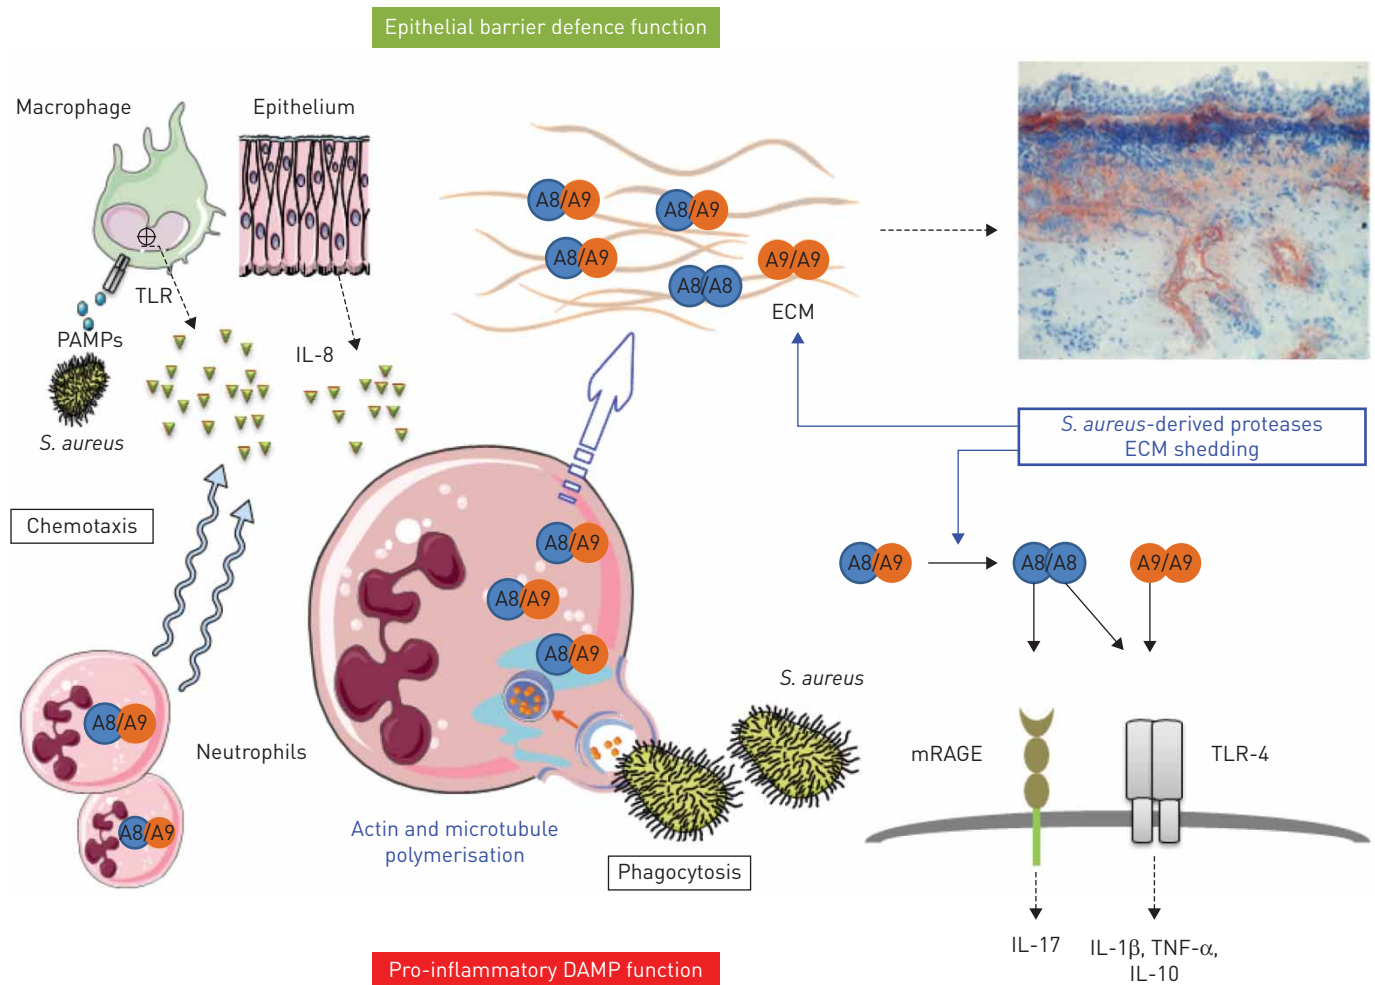 Epithelial barrier defence function
Macrophage
Epithelium
TLR
PAMPs
IL-8
S. aureus
A8/A9
A8/A9
A8/A9
A9/A9
A8/A8
ECM
S. aureus-derived proteases
ECM shedding
Chemotaxis
A8/A9
A8/A9
A8/A9
A8/A9
A8/A8
A9/A9
A8/A9
A8/A9
Neutrophils
S. aureus
mRAGE
TLR-4
Actin and microtubule
polymerisation
Phagocytosis
IL-17
IL-1β, TNF-α,
IL-10
Pro-inflammatory DAMP function